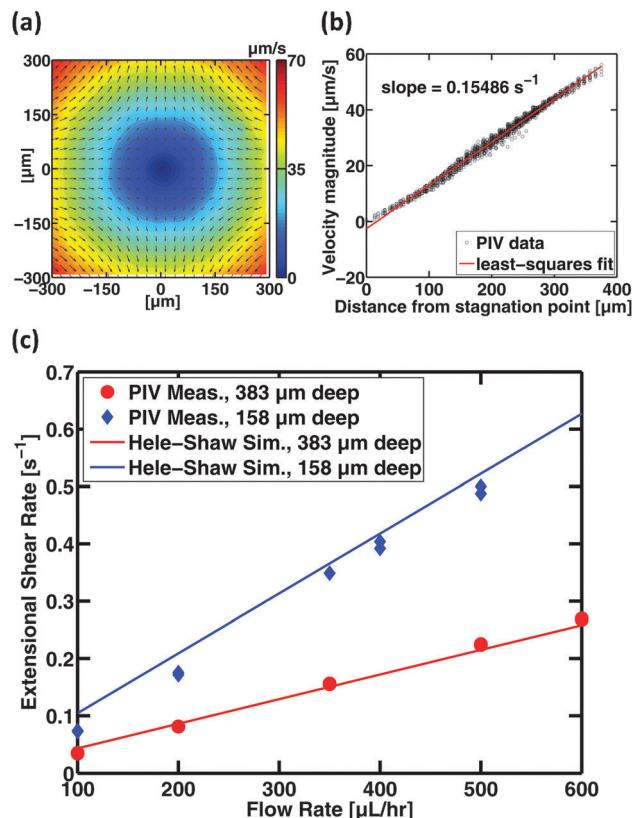 (a)
µm/s
300
150
0
-150
-300
[µm]
-300 -150 0 150 300
[µm]
70
35
0
(b)
60
40
20
0
-20
Velocity magnitude [µm/s]
slope = 0.15486 s⁻¹
PIV data
least-squares fit
0 100 200 300 400
Distance from stagnation point [µm]
(c)
0.7
0.6
0.5
0.4
0.3
0.2
0.1
0
Extensional Shear Rate [s⁻¹]
PIV Meas., 383 µm deep
PIV Meas., 158 µm deep
Hele-Shaw Sim., 383 µm deep
Hele-Shaw Sim., 158 µm deep
100 200 300 400 500 600
Flow Rate [µL/hr]